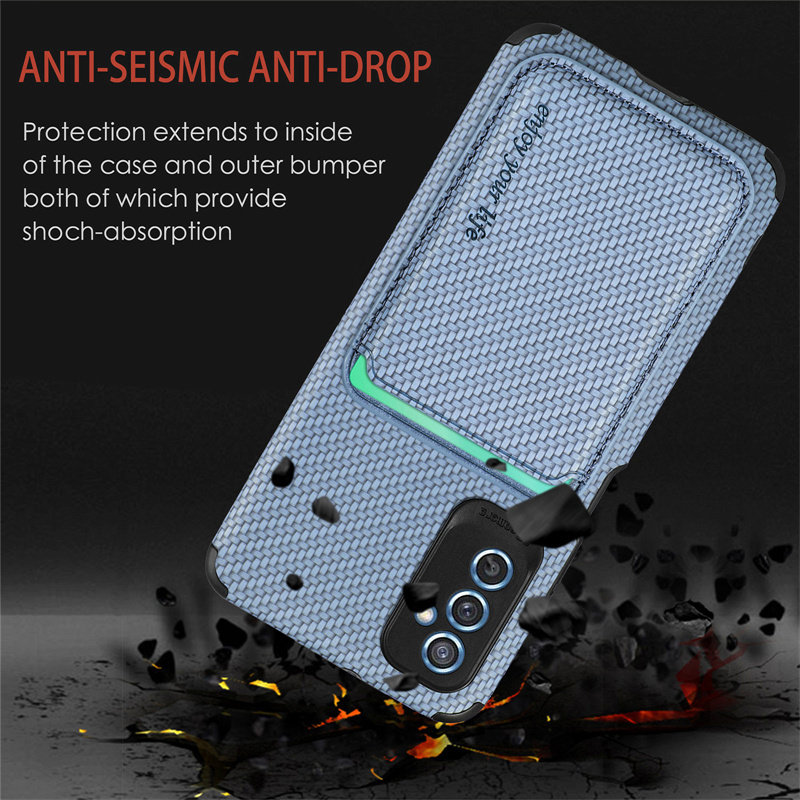 ANTI-SEISMIC ANTI-DROP
Protection extends to inside
of the case and outer bumper
both of which provide
shoch-absorption
enjoy your life